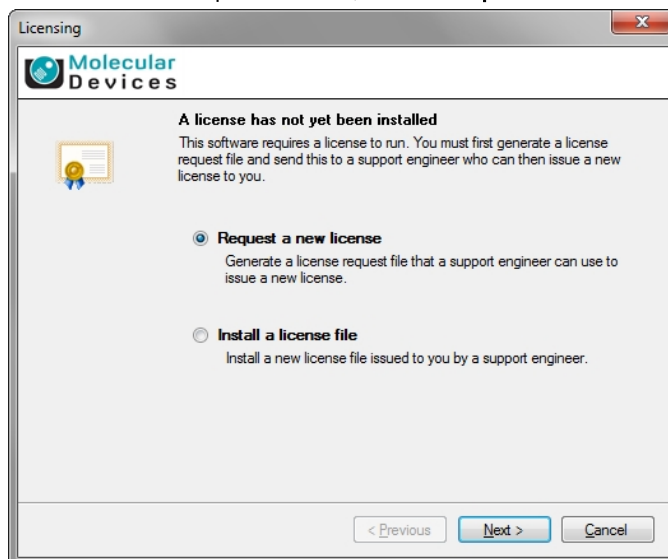 Licensing
Molecular
Devices
A license has not yet been installed
This software requires a license to run. You must first generate a license
request file and send this to a support engineer who can then issue a new
license to you.
Request a new license
Generate a license request file that a support engineer can use to
issue a new license.
Install a license file
Install a new license file issued to you by a support engineer.
< Previous
Next >
Cancel